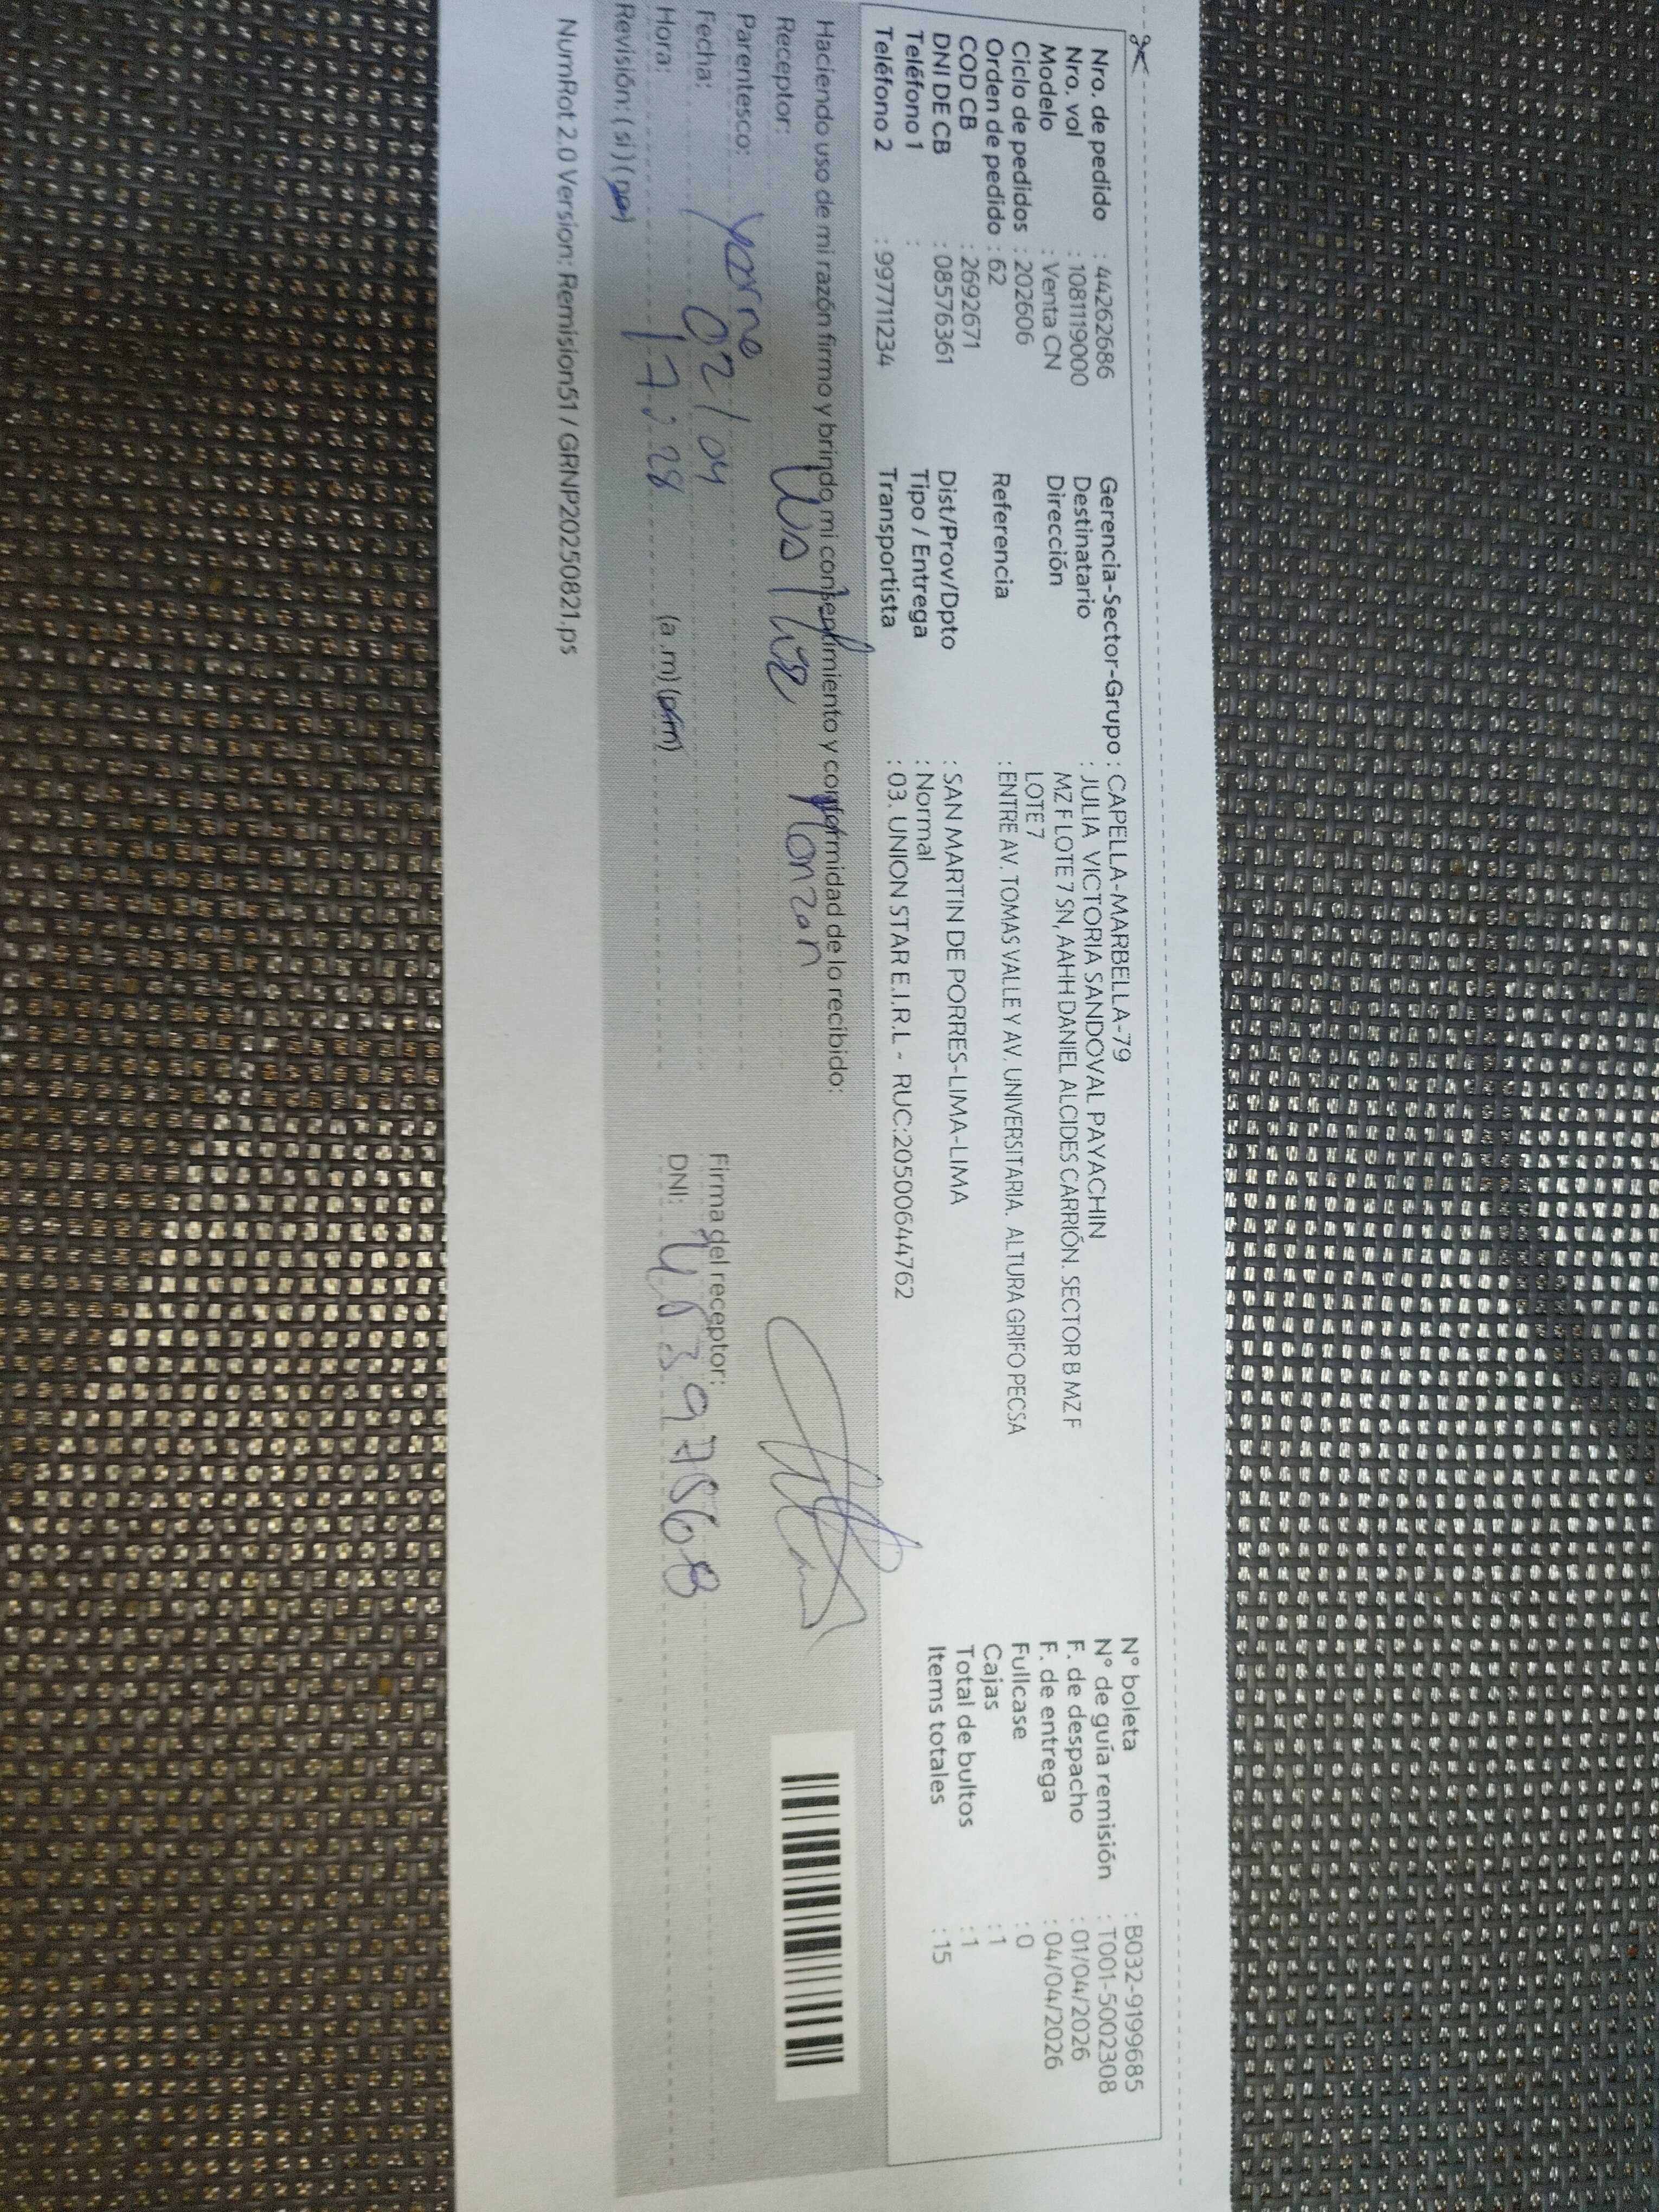 Nro. de pedido : 442626​86
Nro. vol : 1081119000
Modelo : Venta CN
Ciclo de pedidos : 202606
Orden de pedido : 62
COD CB : 2692671
DNI DE CB : 08576361
Teléfono 1 :
Teléfono 2 : 997711234
Gerencia-Sector-Grupo : CAPELLA-MARBELLA-79
Destinatario : JULIA VICTORIA SANDOVAL PAYACHIN
Dirección MZ F LOTE 7 SN, AAHH DANIEL ALCIDES CARRIÓN. SECTOR B MZ F
LOTE 7
Referencia : ENTRE AV. TOMAS VALLE Y AV. UNIVERSITARIA. ALTURA GRIFO PECSA
Dist/Prov/Dpto : SAN MARTIN DE PORRES-LIMA-LIMA
Tipo / Entrega : Normal
Transportista : 03. UNION STAR E.I.R.L - RUC:20500644762
N° boleta : B032-9199685
N° de guía remisión : T001-5002308
F. de despacho : 01/04/2026
F. de entrega : 04/04/2026
Fullcase : 0
Cajas : 1
Total de bultos : 1
Items totales : 15
Haciendo uso de mi razón firmo y brindo mi consentimiento y conformidad de lo recibido:
Receptor: Walther Monzon
Parentesco: yerno
Fecha: 02/04
Hora: 17:28 (a.m) (p.m)
Revisión: ( si ) ( no )
Firma del receptor:
DNI:
NumRot 2.0 Version: Remision51 / GRNP20250821.ps